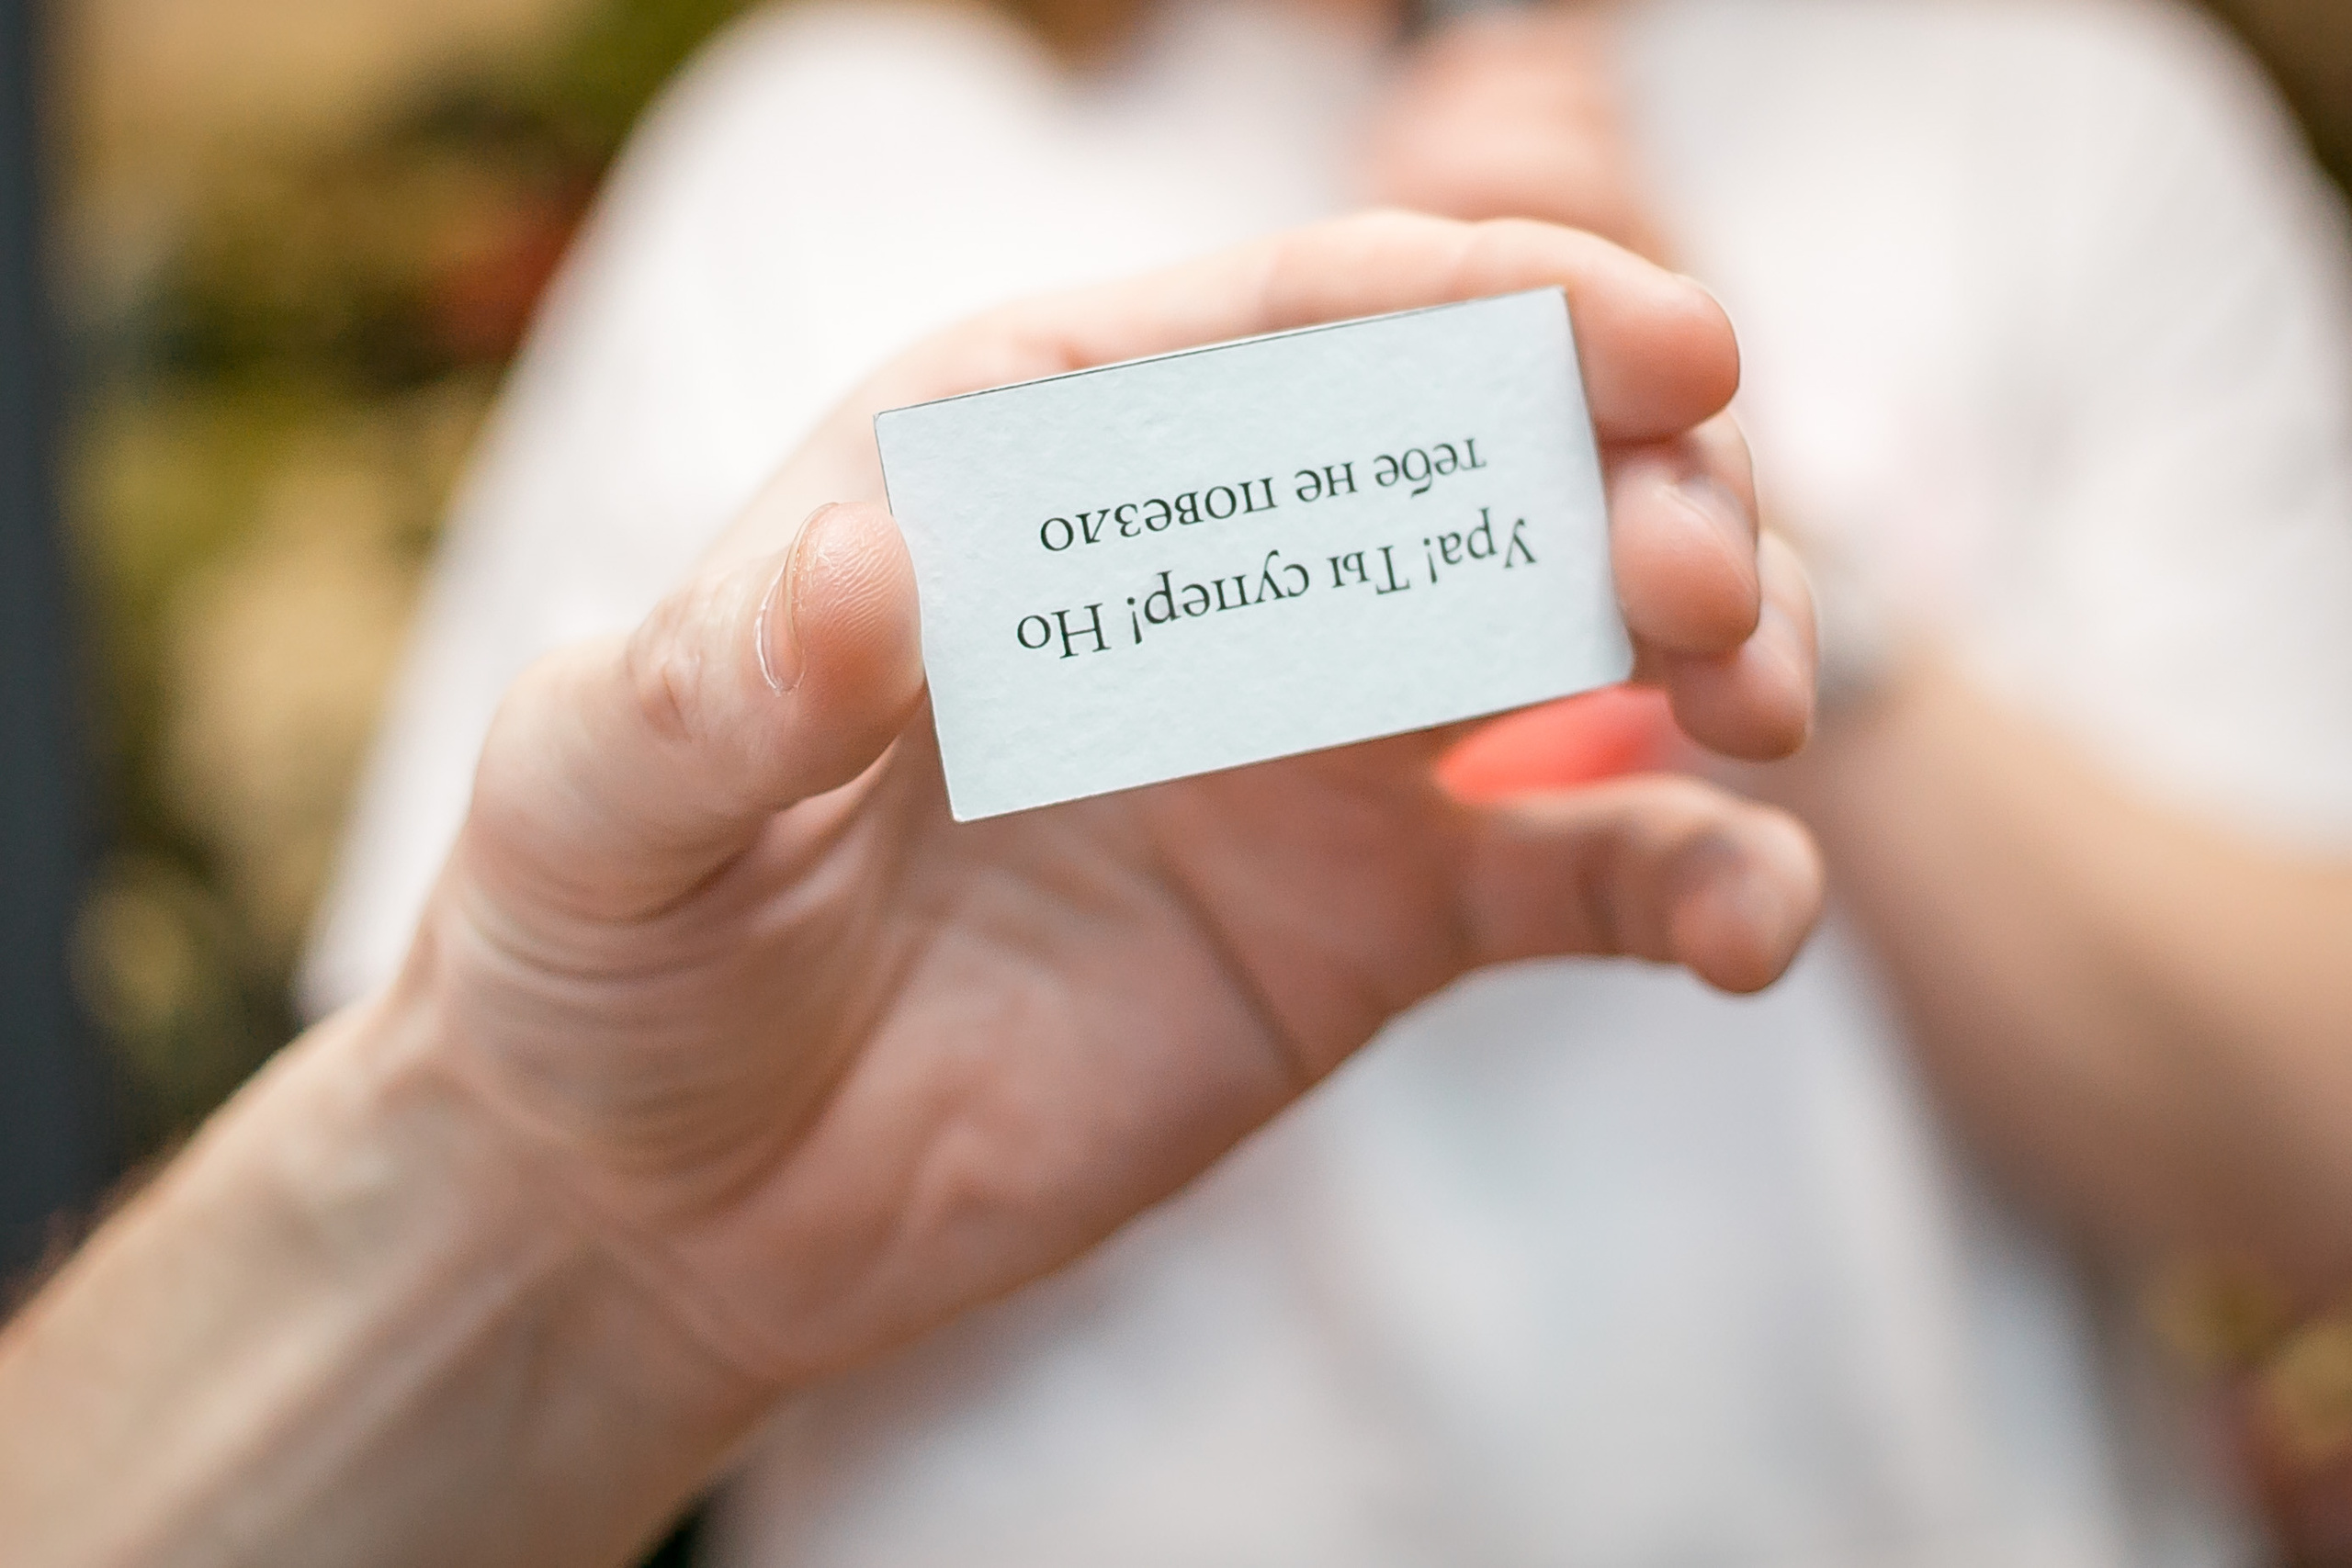 Ура! Ты супер! Но
тебе не повезло